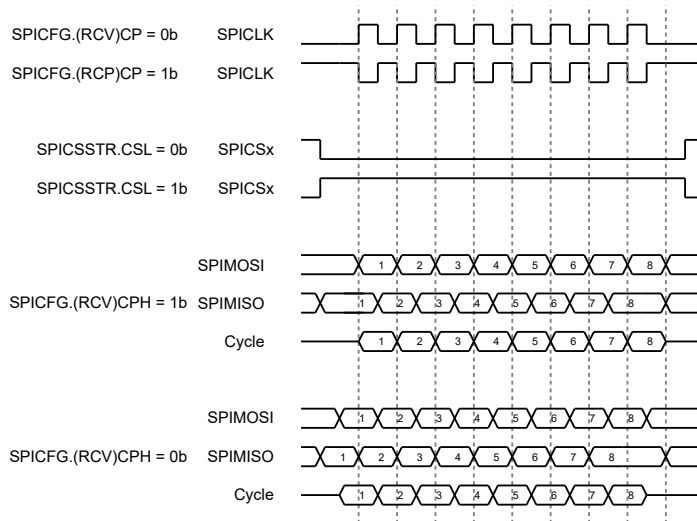 SPICFG.(RCV)CP = 0b SPICLK
SPICFG.(RCP)CP = 1b SPICLK
SPICSSTR.CSL = 0b SPICSx
SPICSSTR.CSL = 1b SPICSx
SPIMOSI 1 2 3 4 5 6 7 8
SPICFG.(RCV)CPH = 1b SPIMISO 1 2 3 4 5 6 7 8
Cycle 1 2 3 4 5 6 7 8
SPIMOSI 1 2 3 4 5 6 7 8
SPICFG.(RCV)CPH = 0b SPIMISO 1 2 3 4 5 6 7 8
Cycle 1 2 3 4 5 6 7 8